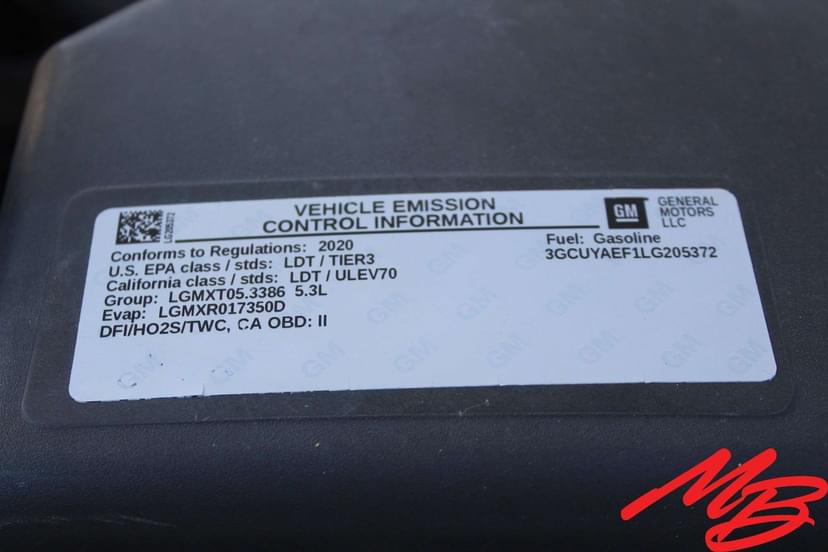 VEHICLE EMISSION
CONTROL INFORMATION
GM
GENERAL
MOTORS
LLC
LG205372
Conforms to Regulations: 2020
U.S. EPA class / stds: LDT / TIER3
California class / stds: LDT / ULEV70
Group: LGMXT05.3386 5.3L
Evap: LGMXR017350D
DFI/HO2S/TWC, CA OBD: II
Fuel: Gasoline
3GCUYAEF1LG205372
MB